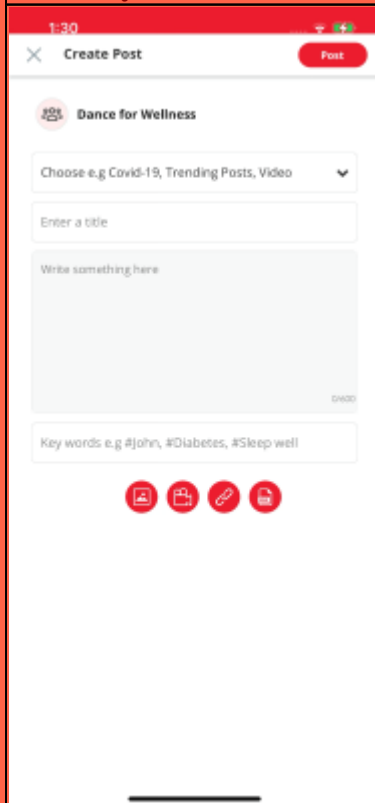 1:30
Create Post
Post
Dance for Wellness
Choose e.g Covid-19, Trending Posts, Video
Enter a title
Write something here
Key words e.g #John, #Diabetes, #Sleep well